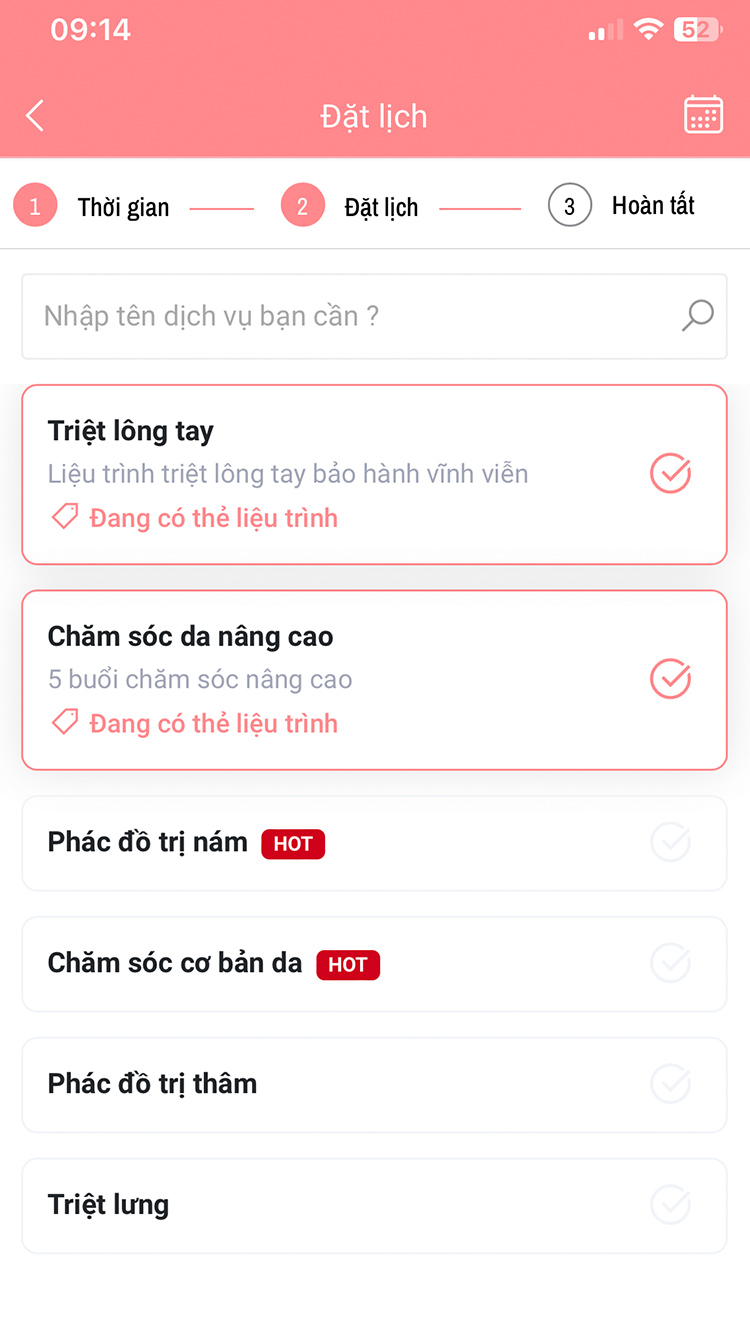 09:14
52
Đặt lịch
1 Thời gian 2 Đặt lịch 3 Hoàn tất
Nhập tên dịch vụ bạn cần ?
Triệt lông tay
Liệu trình triệt lông tay bảo hành vĩnh viễn
Đang có thẻ liệu trình
Chăm sóc da nâng cao
5 buổi chăm sóc nâng cao
Đang có thẻ liệu trình
Phác đồ trị nám HOT
Chăm sóc cơ bản da HOT
Phác đồ trị thâm
Triệt lưng